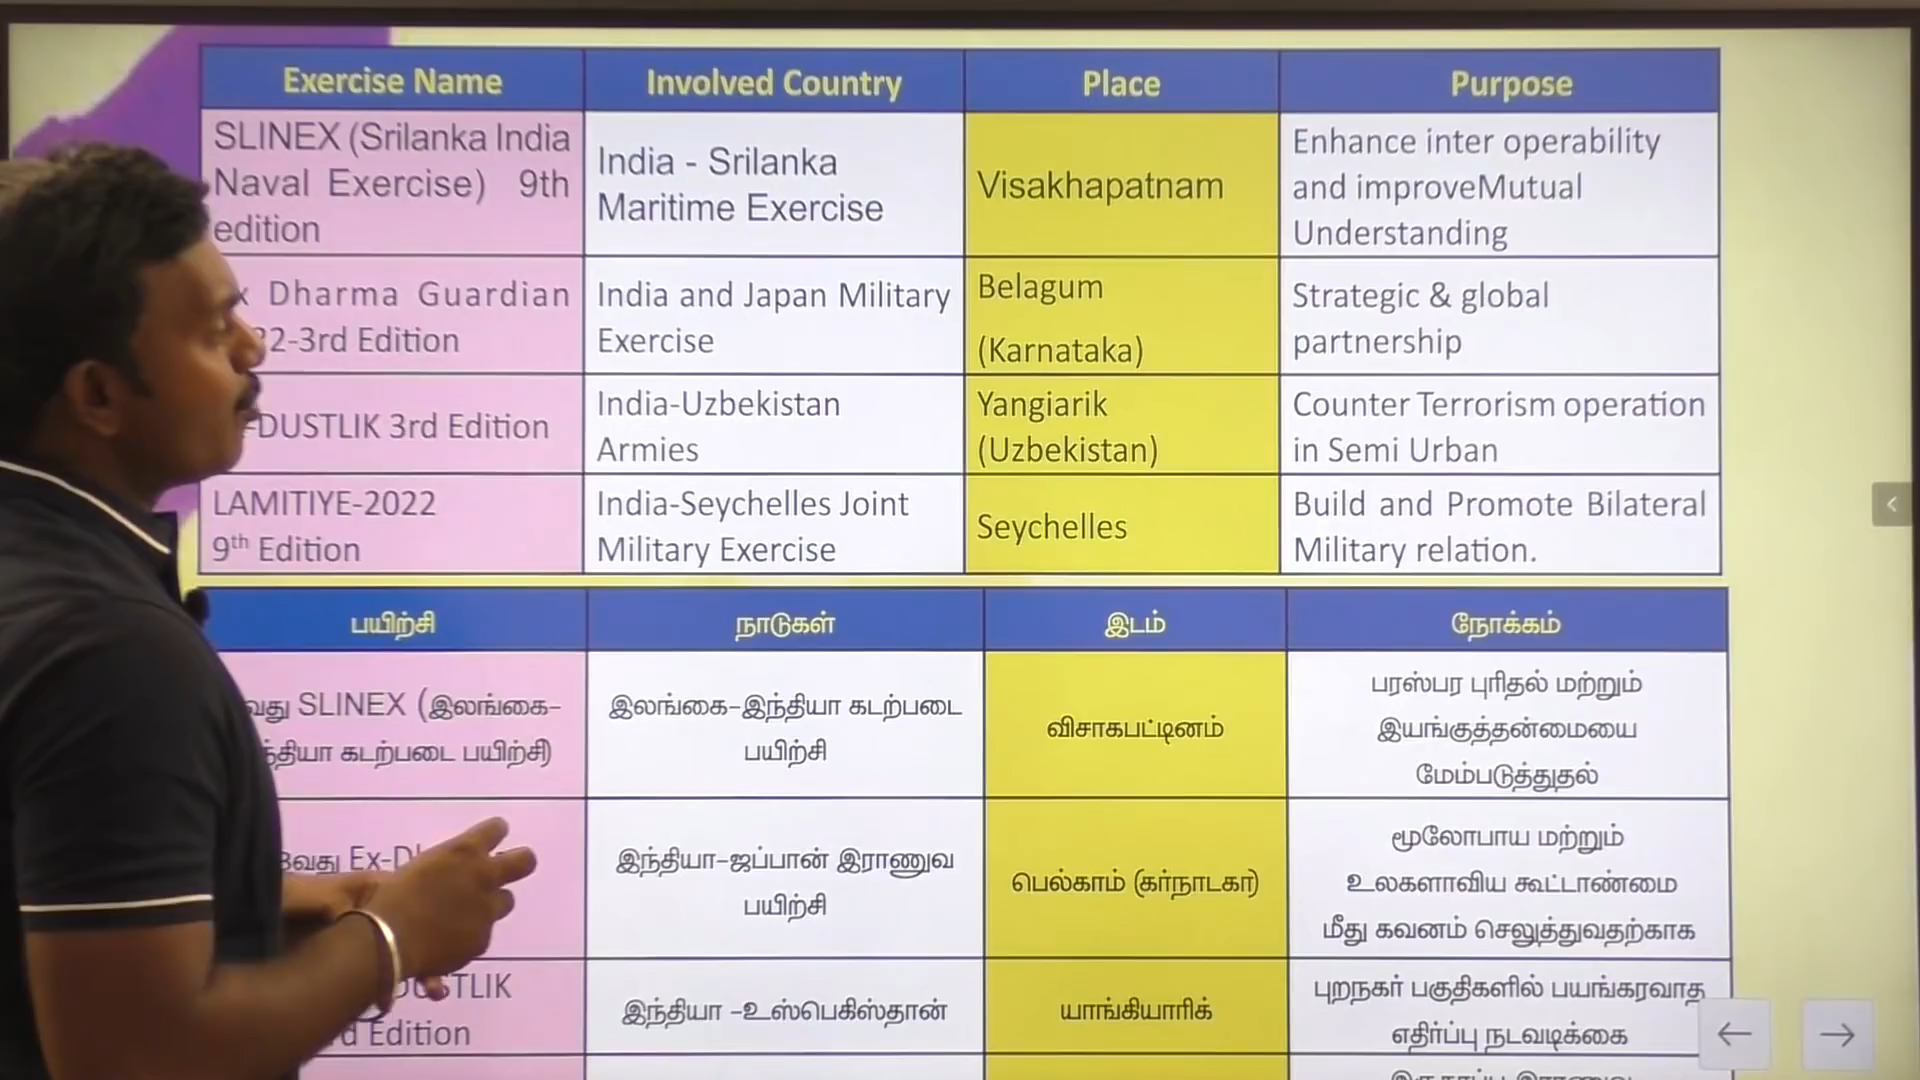 Exercise Name
Involved Country
Place
Purpose
SLINEX (Srilanka India
Naval Exercise) 9th
edition
India - Srilanka
Maritime Exercise
Visakhapatnam
Enhance inter operability
and improveMutual
Understanding
Dharma Guardian
2-3rd Edition
India and Japan Military
Exercise
Belagum
(Karnataka)
Strategic & global
partnership
-DUSTLIK 3rd Edition
India-Uzbekistan
Armies
Yangiarik
(Uzbekistan)
Counter Terrorism operation
in Semi Urban
LAMITIYE-2022
9th Edition
India-Seychelles Joint
Military Exercise
Seychelles
Build and Promote Bilateral
Military relation.
பயிற்சி
நாடுகள்
இடம்
நோக்கம்
வது SLINEX (இலங்கை-
ந்தியா கடற்படை பயிற்சி)
இலங்கை-இந்தியா கடற்படை
பயிற்சி
விசாகபட்டினம்
பரஸ்பர புரிதல் மற்றும்
இயங்குத்தன்மையை
மேம்படுத்துதல்
3வது Ex-D
இந்தியா-ஜப்பான் இராணுவ
பயிற்சி
பெல்காம் (கர்நாடகா)
மூலோபாய மற்றும்
உலகளாவிய கூட்டாண்மை
மீது கவனம் செலுத்துவதற்காக
DUSTLIK
d Edition
இந்தியா -உஸ்பெகிஸ்தான்
யாங்கியாரிக்
புறநகர் பகுதிகளில் பயங்கரவாத
எதிர்ப்பு நடவடிக்கை